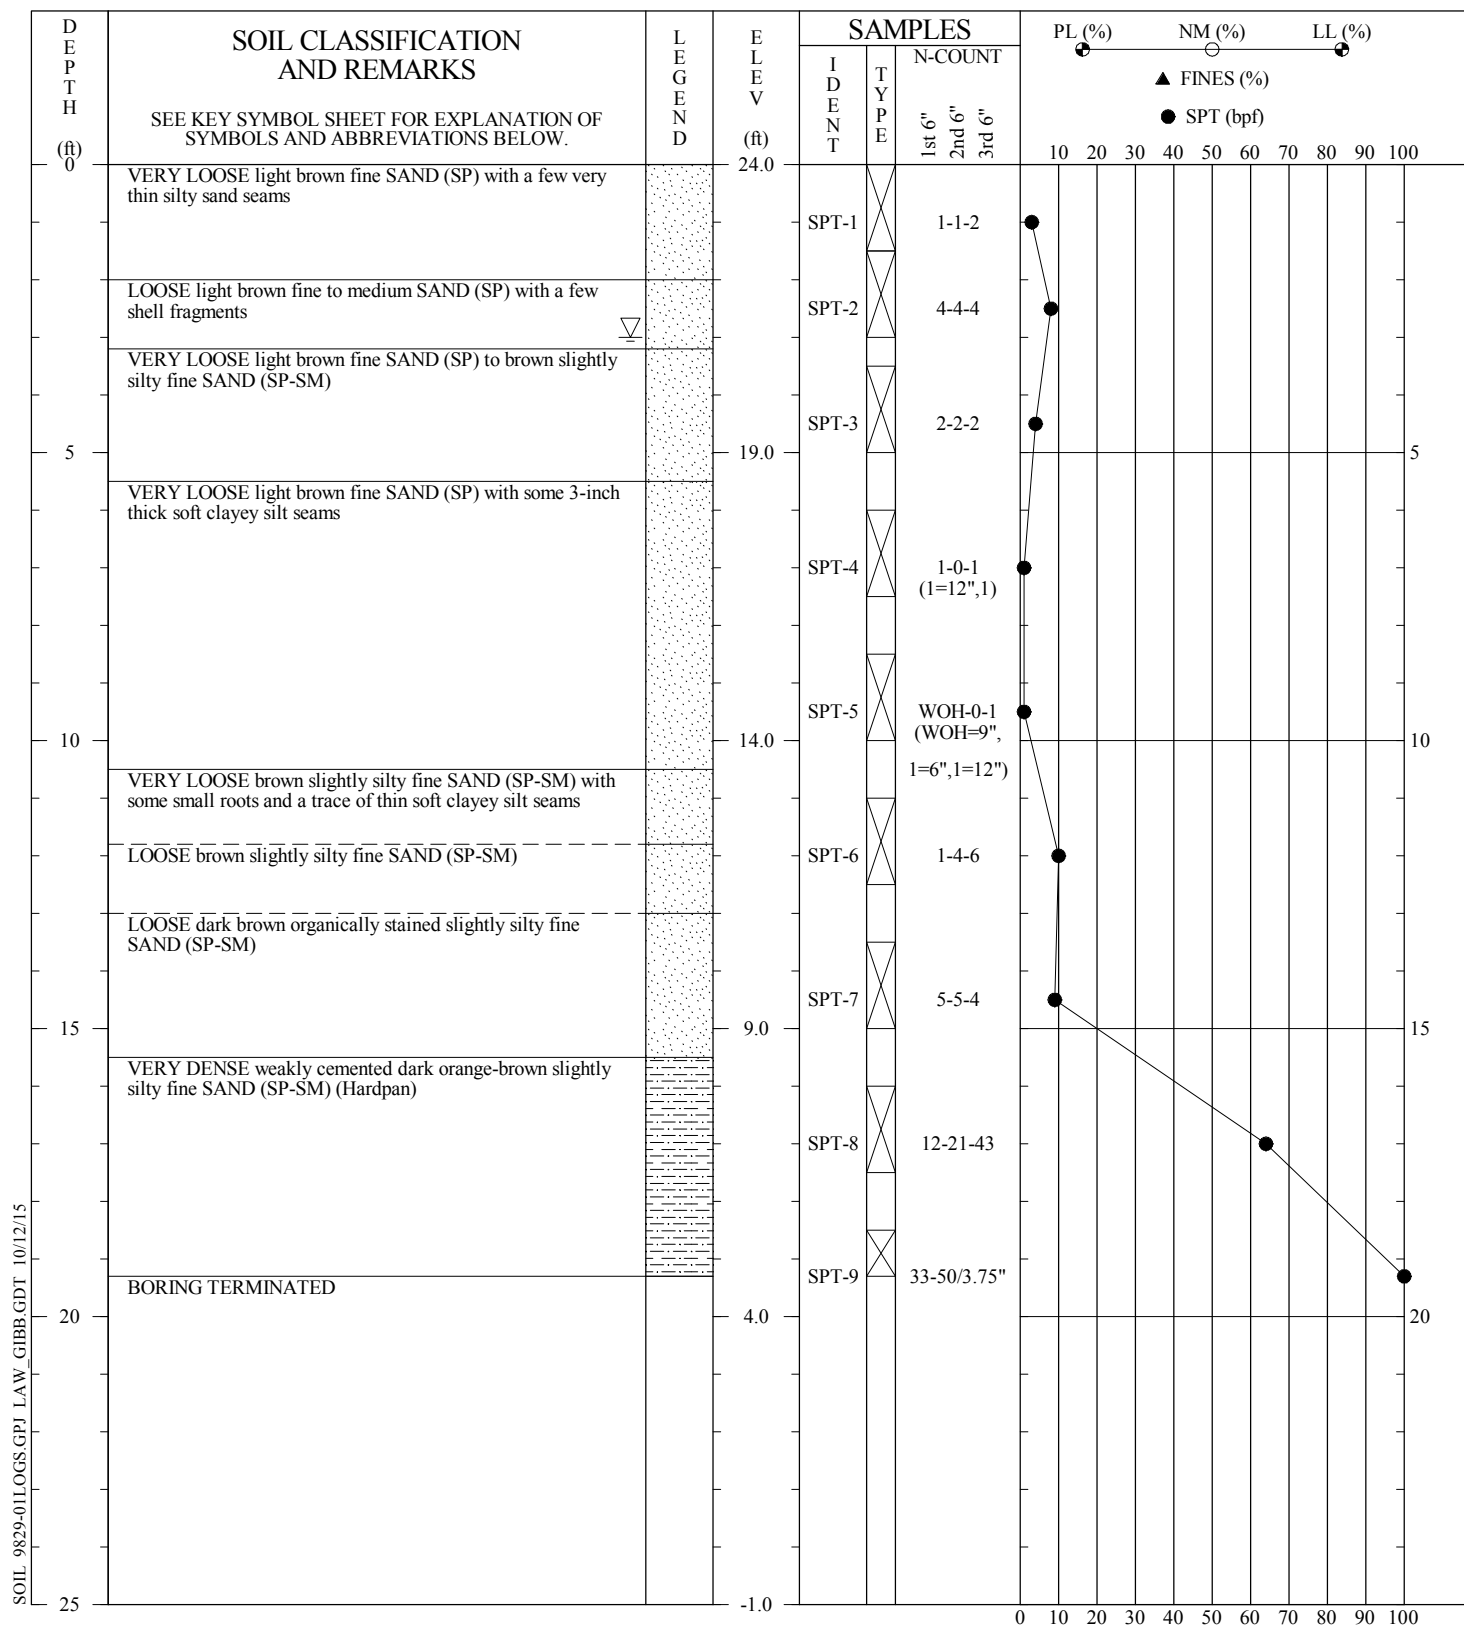 DEPTH
(ft)
SOIL CLASSIFICATION
AND REMARKS
SEE KEY SYMBOL SHEET FOR EXPLANATION OF
SYMBOLS AND ABBREVIATIONS BELOW.
LEGEND
ELEV
(ft)
SAMPLES
IDENT
TYPE
N-COUNT
1st 6"
2nd 6"
3rd 6"
PL (%) NM (%) LL (%)
FINES (%)
SPT (bpf)
10 20 30 40 50 60 70 80 90 100
0
24.0
VERY LOOSE light brown fine SAND (SP) with a few very
thin silty sand seams
SPT-1 1-1-2
LOOSE light brown fine to medium SAND (SP) with a few
shell fragments
SPT-2 4-4-4
VERY LOOSE light brown fine SAND (SP) to brown slightly
silty fine SAND (SP-SM)
SPT-3 2-2-2
5 19.0 5
VERY LOOSE light brown fine SAND (SP) with some 3-inch
thick soft clayey silt seams
SPT-4 1-0-1
(1=12",1)
SPT-5 WOH-0-1
(WOH=9",
10 14.0 10
1=6",1=12")
VERY LOOSE brown slightly silty fine SAND (SP-SM) with
some small roots and a trace of thin soft clayey silt seams
LOOSE brown slightly silty fine SAND (SP-SM)
SPT-6 1-4-6
LOOSE dark brown organically stained slightly silty fine
SAND (SP-SM)
SPT-7 5-5-4
15 9.0 15
VERY DENSE weakly cemented dark orange-brown slightly
silty fine SAND (SP-SM) (Hardpan)
SPT-8 12-21-43
SPT-9 33-50/3.75"
BORING TERMINATED
20 4.0 20
25 -1.0
0 10 20 30 40 50 60 70 80 90 100
SOIL 9829-01LOGS.GPJ LAW_GIBB.GDT 10/12/15